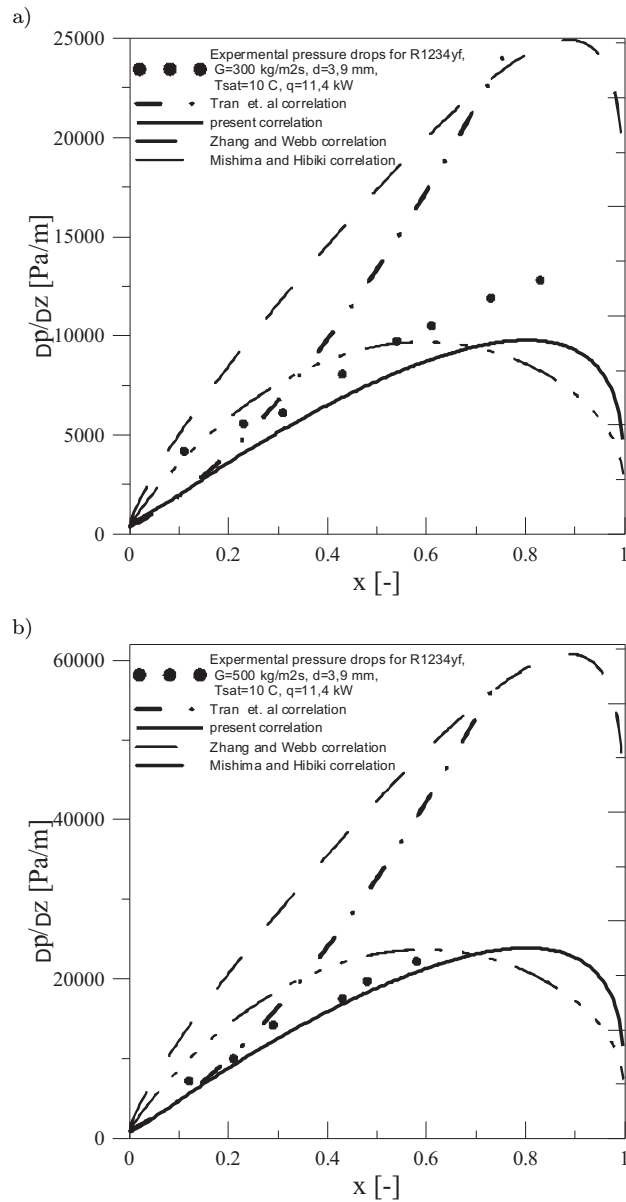 a)
25000
20000
15000
10000
5000
0
Dp/Dz [Pa/m]
Expermental pressure drops for R1234yf,
G=300 kg/m2s, d=3,9 mm,
Tsat=10 C, q=11,4 kW
Tran et. al correlation
present correlation
Zhang and Webb correlation
Mishima and Hibiki correlation
0 0.2 0.4 0.6 0.8 1
x [-]
b)
60000
40000
20000
0
Dp/Dz [Pa/m]
Expermental pressure drops for R1234yf,
G=500 kg/m2s, d=3,9 mm,
Tsat=10 C, q=11,4 kW
Tran et. al correlation
present correlation
Zhang and Webb correlation
Mishima and Hibiki correlation
0 0.2 0.4 0.6 0.8 1
x [-]